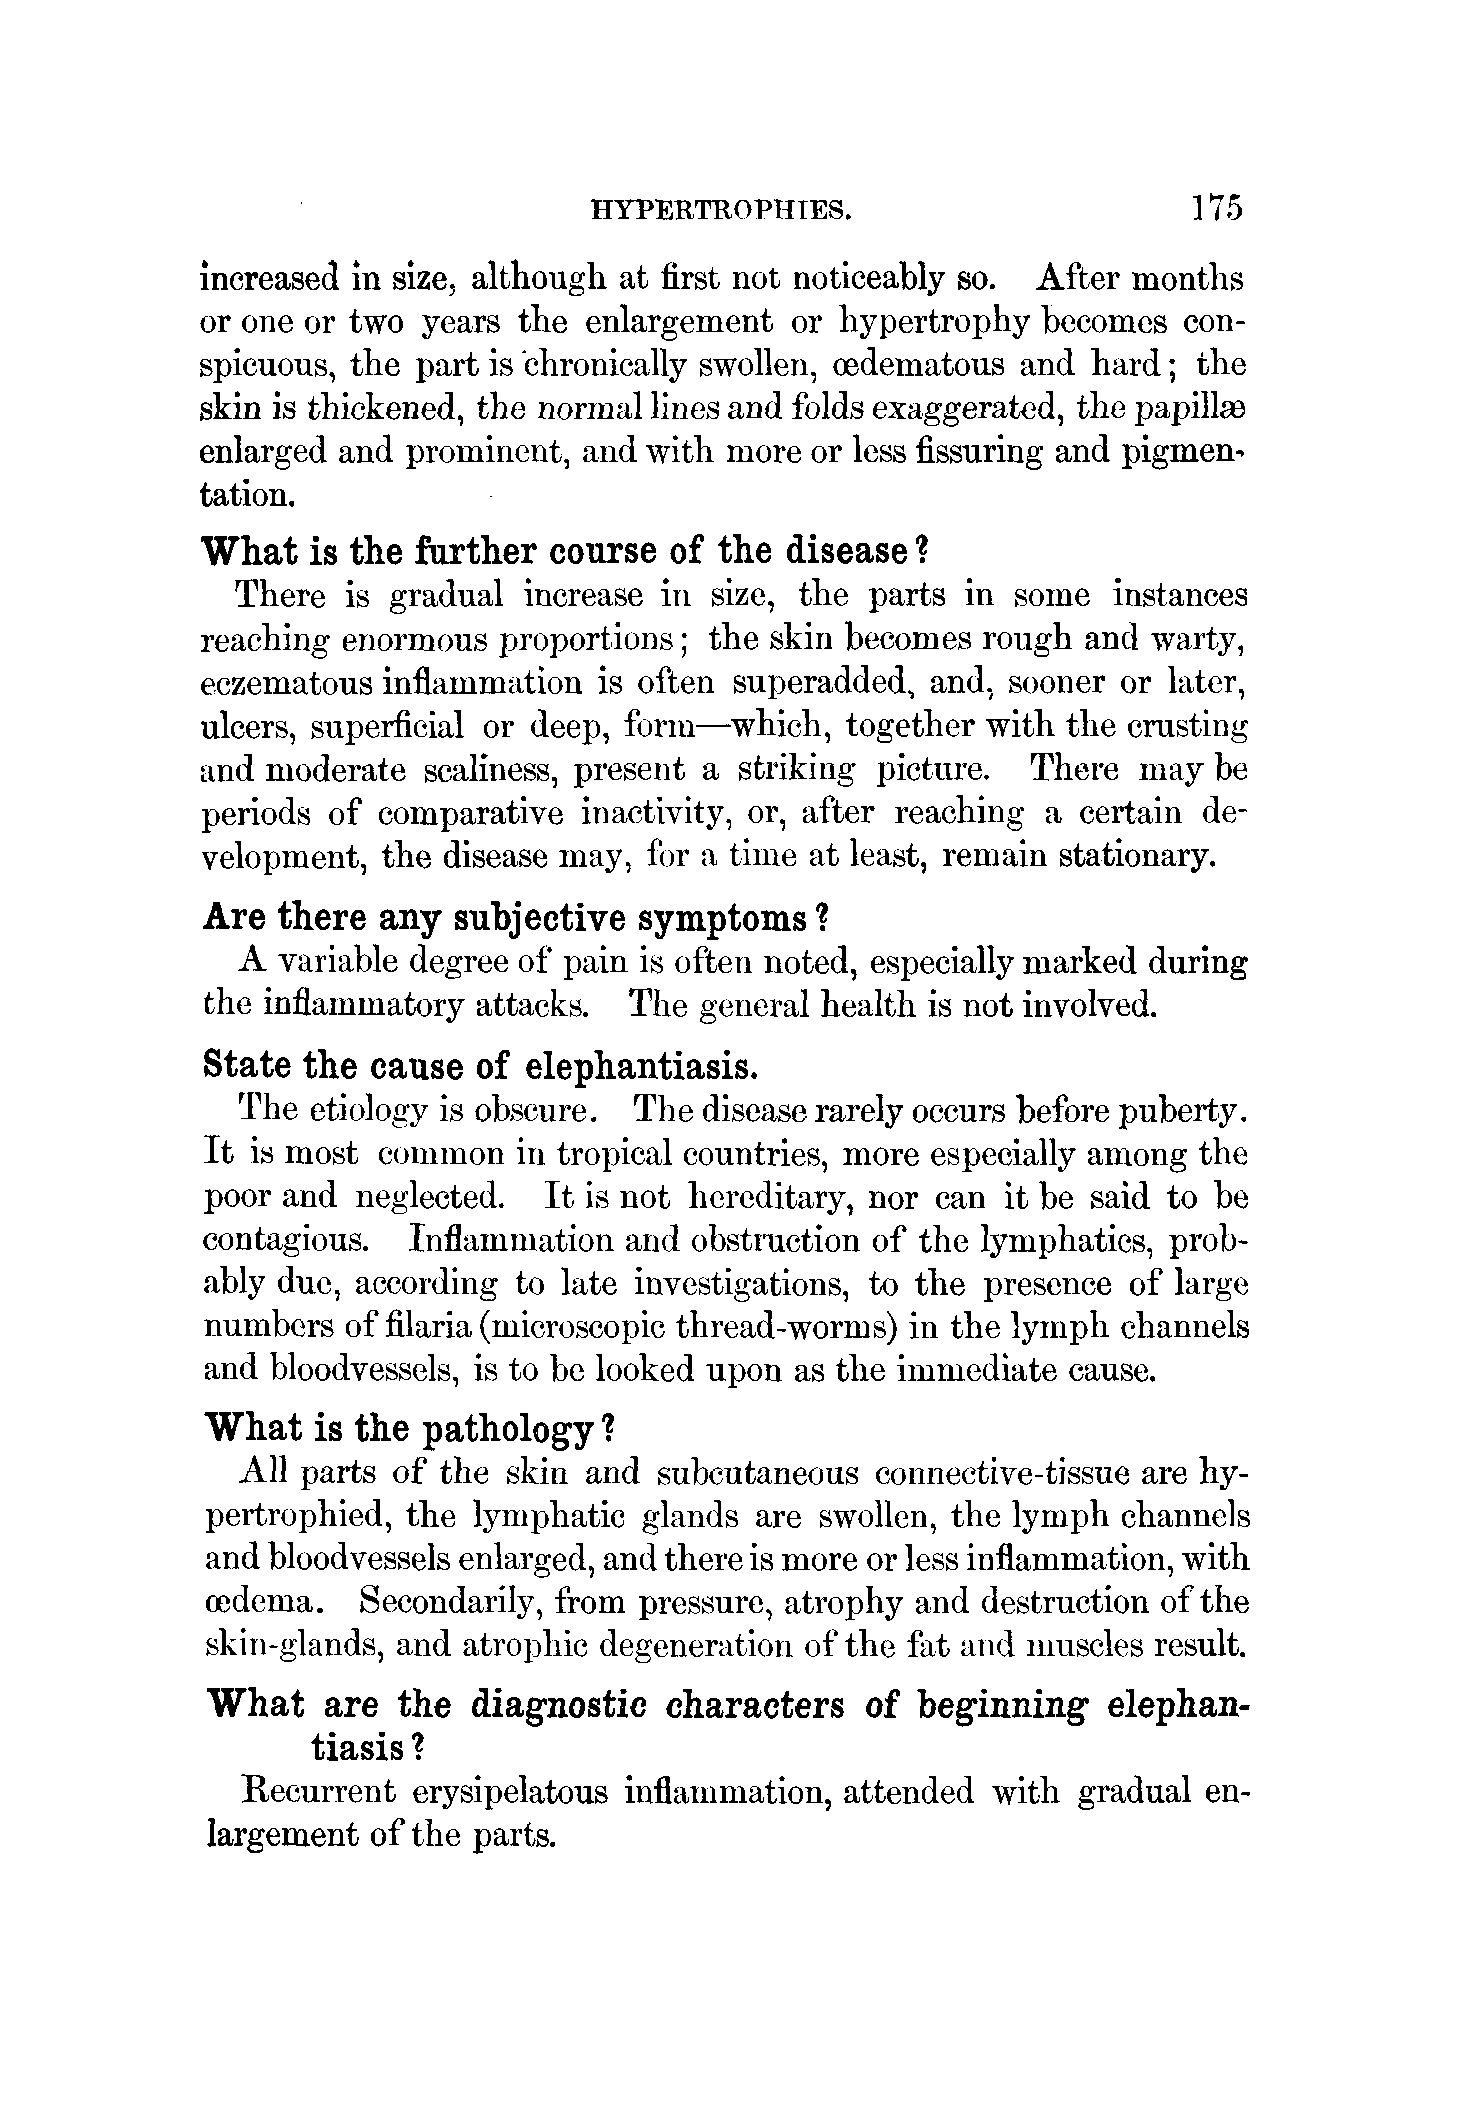 HYPERTROPHIES. 175
increased in size, although at first not noticeably so. After months
or one or two years the enlargement or hypertrophy becomes con-
spicuous, the part is chronically swollen, œdematous and hard; the
skin is thickened, the normal lines and folds exaggerated, the papillæ
enlarged and prominent, and with more or less fissuring and pigmen-
tation.
What is the further course of the disease?
There is gradual increase in size, the parts in some instances
reaching enormous proportions; the skin becomes rough and warty,
eczematous inflammation is often superadded, and, sooner or later,
ulcers, superficial or deep, form—which, together with the crusting
and moderate scaliness, present a striking picture. There may be
periods of comparative inactivity, or, after reaching a certain de-
velopment, the disease may, for a time at least, remain stationary.
Are there any subjective symptoms?
A variable degree of pain is often noted, especially marked during
the inflammatory attacks. The general health is not involved.
State the cause of elephantiasis.
The etiology is obscure. The disease rarely occurs before puberty.
It is most common in tropical countries, more especially among the
poor and neglected. It is not hereditary, nor can it be said to be
contagious. Inflammation and obstruction of the lymphatics, prob-
ably due, according to late investigations, to the presence of large
numbers of filaria (microscopic thread-worms) in the lymph channels
and bloodvessels, is to be looked upon as the immediate cause.
What is the pathology?
All parts of the skin and subcutaneous connective-tissue are hy-
pertrophied, the lymphatic glands are swollen, the lymph channels
and bloodvessels enlarged, and there is more or less inflammation, with
œdema. Secondarily, from pressure, atrophy and destruction of the
skin-glands, and atrophic degeneration of the fat and muscles result.
What are the diagnostic characters of beginning elephan-
tiasis?
Recurrent erysipelatous inflammation, attended with gradual en-
largement of the parts.